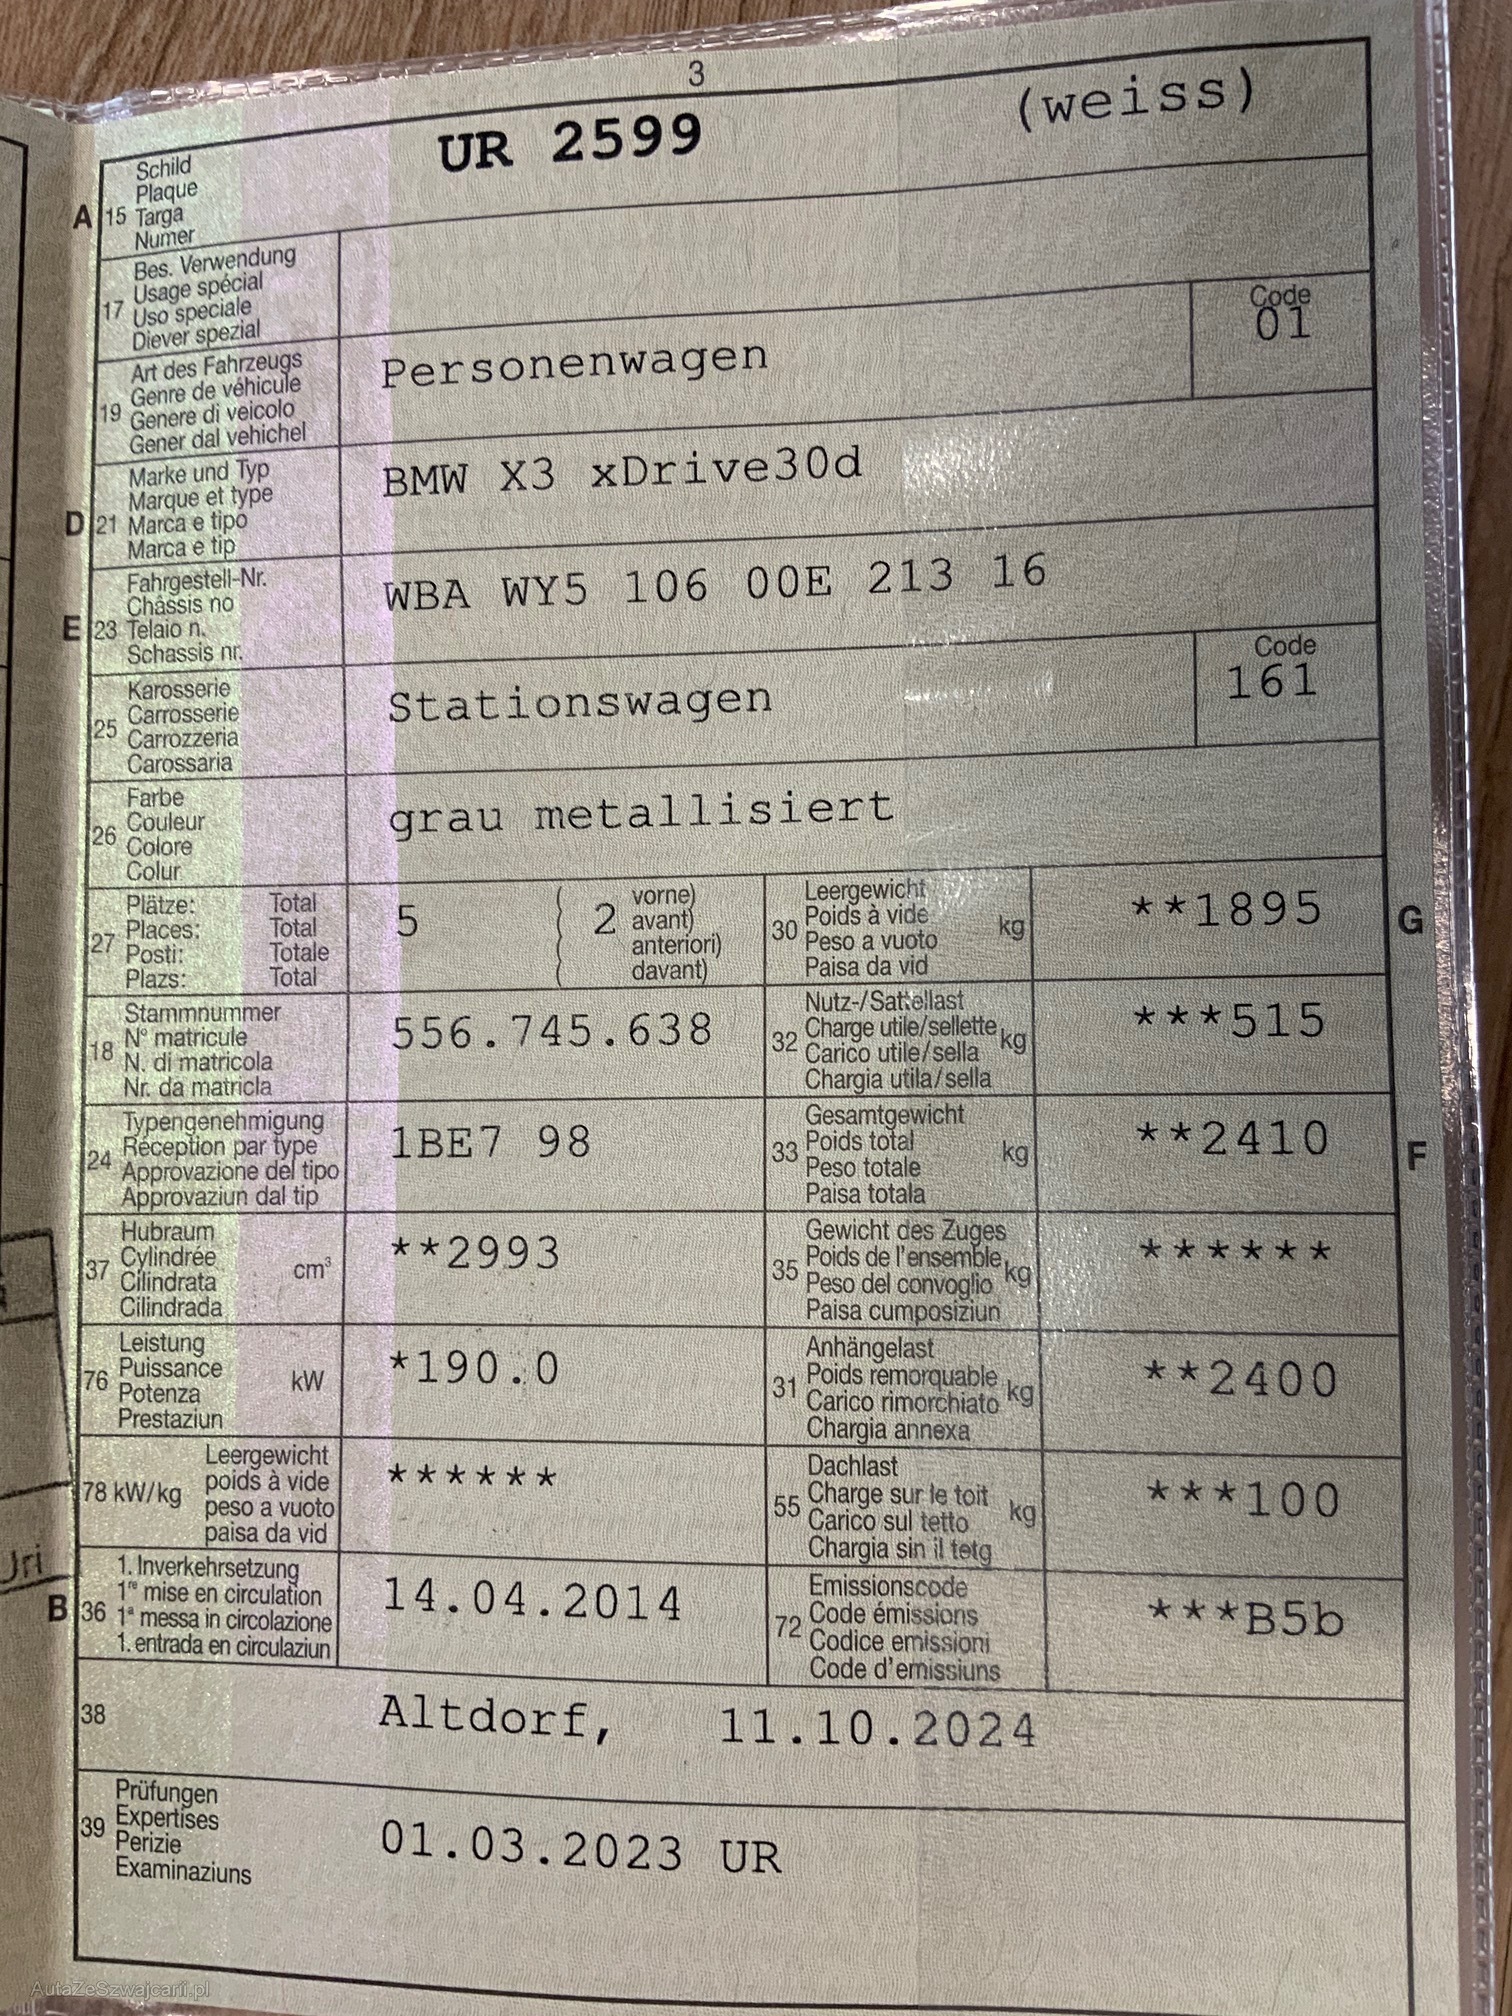 3
UR 2599 (weiss)
A 15 Schild
Plaque
Targa
Numer
17 Bes. Verwendung
Usage spécial
Uso speciale
Diever spezial
19 Art des Fahrzeugs
Genre de véhicule
Genere di veicolo
Gener dal vehichel
Personenwagen
Code
01
D 21 Marke und Typ
Marque et type
Marca e tipo
Marca e tip
BMW X3 xDrive30d
E 23 Fahrgestell-Nr.
Châssis no
Telaio n.
Schassis nr.
WBA WY5 106 00E 213 16
25 Karosserie
Carrosserie
Carrozzeria
Carossaria
Stationswagen
Code
161
26 Farbe
Couleur
Colore
Colur
grau metallisiert
27 Plätze: Total
Places: Total
Posti: Totale
Plazs: Total
5 ( 2 vorne)
( avant)
( anteriori)
( davant)
30 Leergewicht
Poids à vide kg
Peso a vuoto
Paisa da vid
**1895 G
18 Stammnummer
N° matricule
N. di matricola
Nr. da matricla
556.745.638
32 Nutz-/Sattellast
Charge utile/sellette kg
Carico utile/sella
Chargia utila/sella
***515
24 Typengenehmigung
Réception par type
Approvazione del tipo
Approvaziun dal tip
1BE7 98
33 Gesamtgewicht
Poids total kg
Peso totale
Paisa totala
**2410 F
37 Hubraum
Cylindrée cm³
Cilindrata
Cilindrada
**2993
35 Gewicht des Zuges
Poids de l'ensemble kg
Peso del convoglio
Paisa cumposiziun
******
76 Leistung
Puissance kW
Potenza
Prestaziun
*190.0
31 Anhängelast
Poids remorquable kg
Carico rimorchiato
Chargia annexa
**2400
78 kW/kg Leergewicht
poids à vide
peso a vuoto
paisa da vid
******
55 Dachlast
Charge sur le toit kg
Carico sul tetto
Chargia sin il tetg
***100
B 36 1. Inverkehrsetzung
1re mise en circulation
1a messa in circolazione
1. entrada en circulaziun
14.04.2014
72 Emissionscode
Code émissions
Codice emissioni
Code d'emissiuns
***B5b
38 Altdorf, 11.10.2024
39 Prüfungen
Expertises
Perizie
Examinaziuns
01.03.2023 UR
AutaZeSzwajcarii.pl